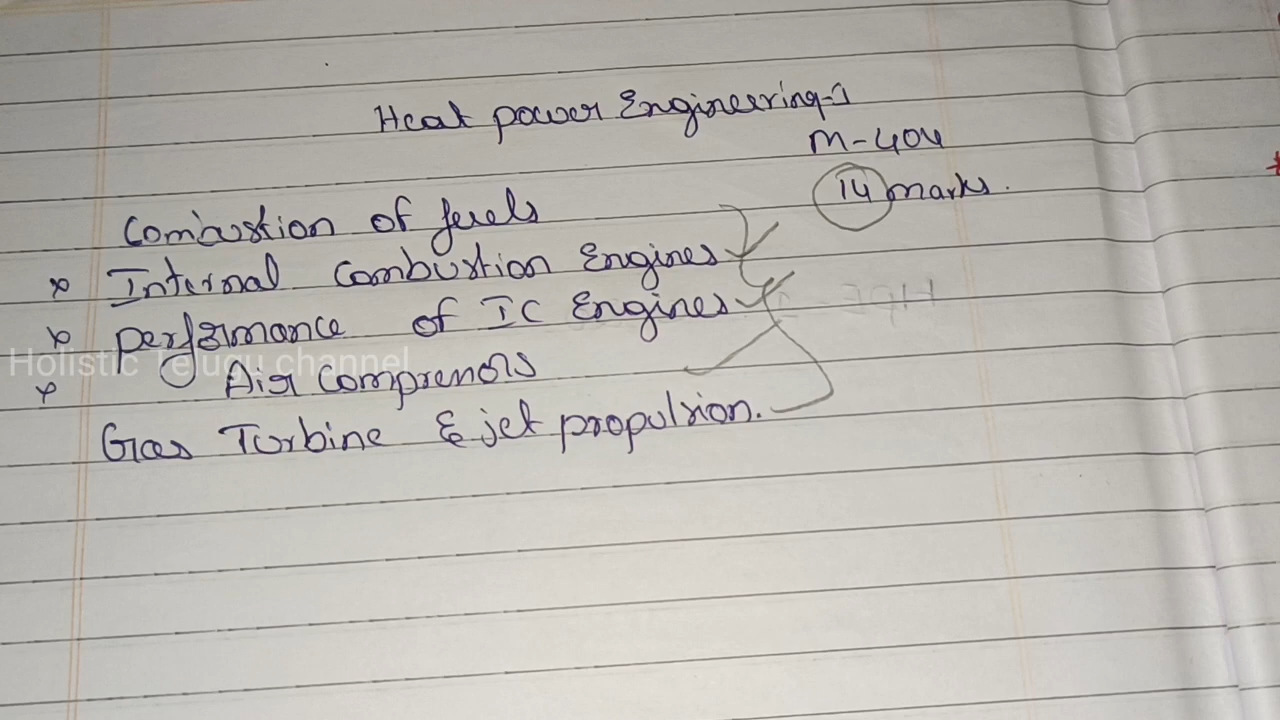 Heat power Engineering-1
M-404
14 marks.
Combustion of fuels
* Internal Combustion Engines
* Performance of IC Engines
Holistic Telugu channel
* Air compressors
Gas Turbine & jet propulsion.